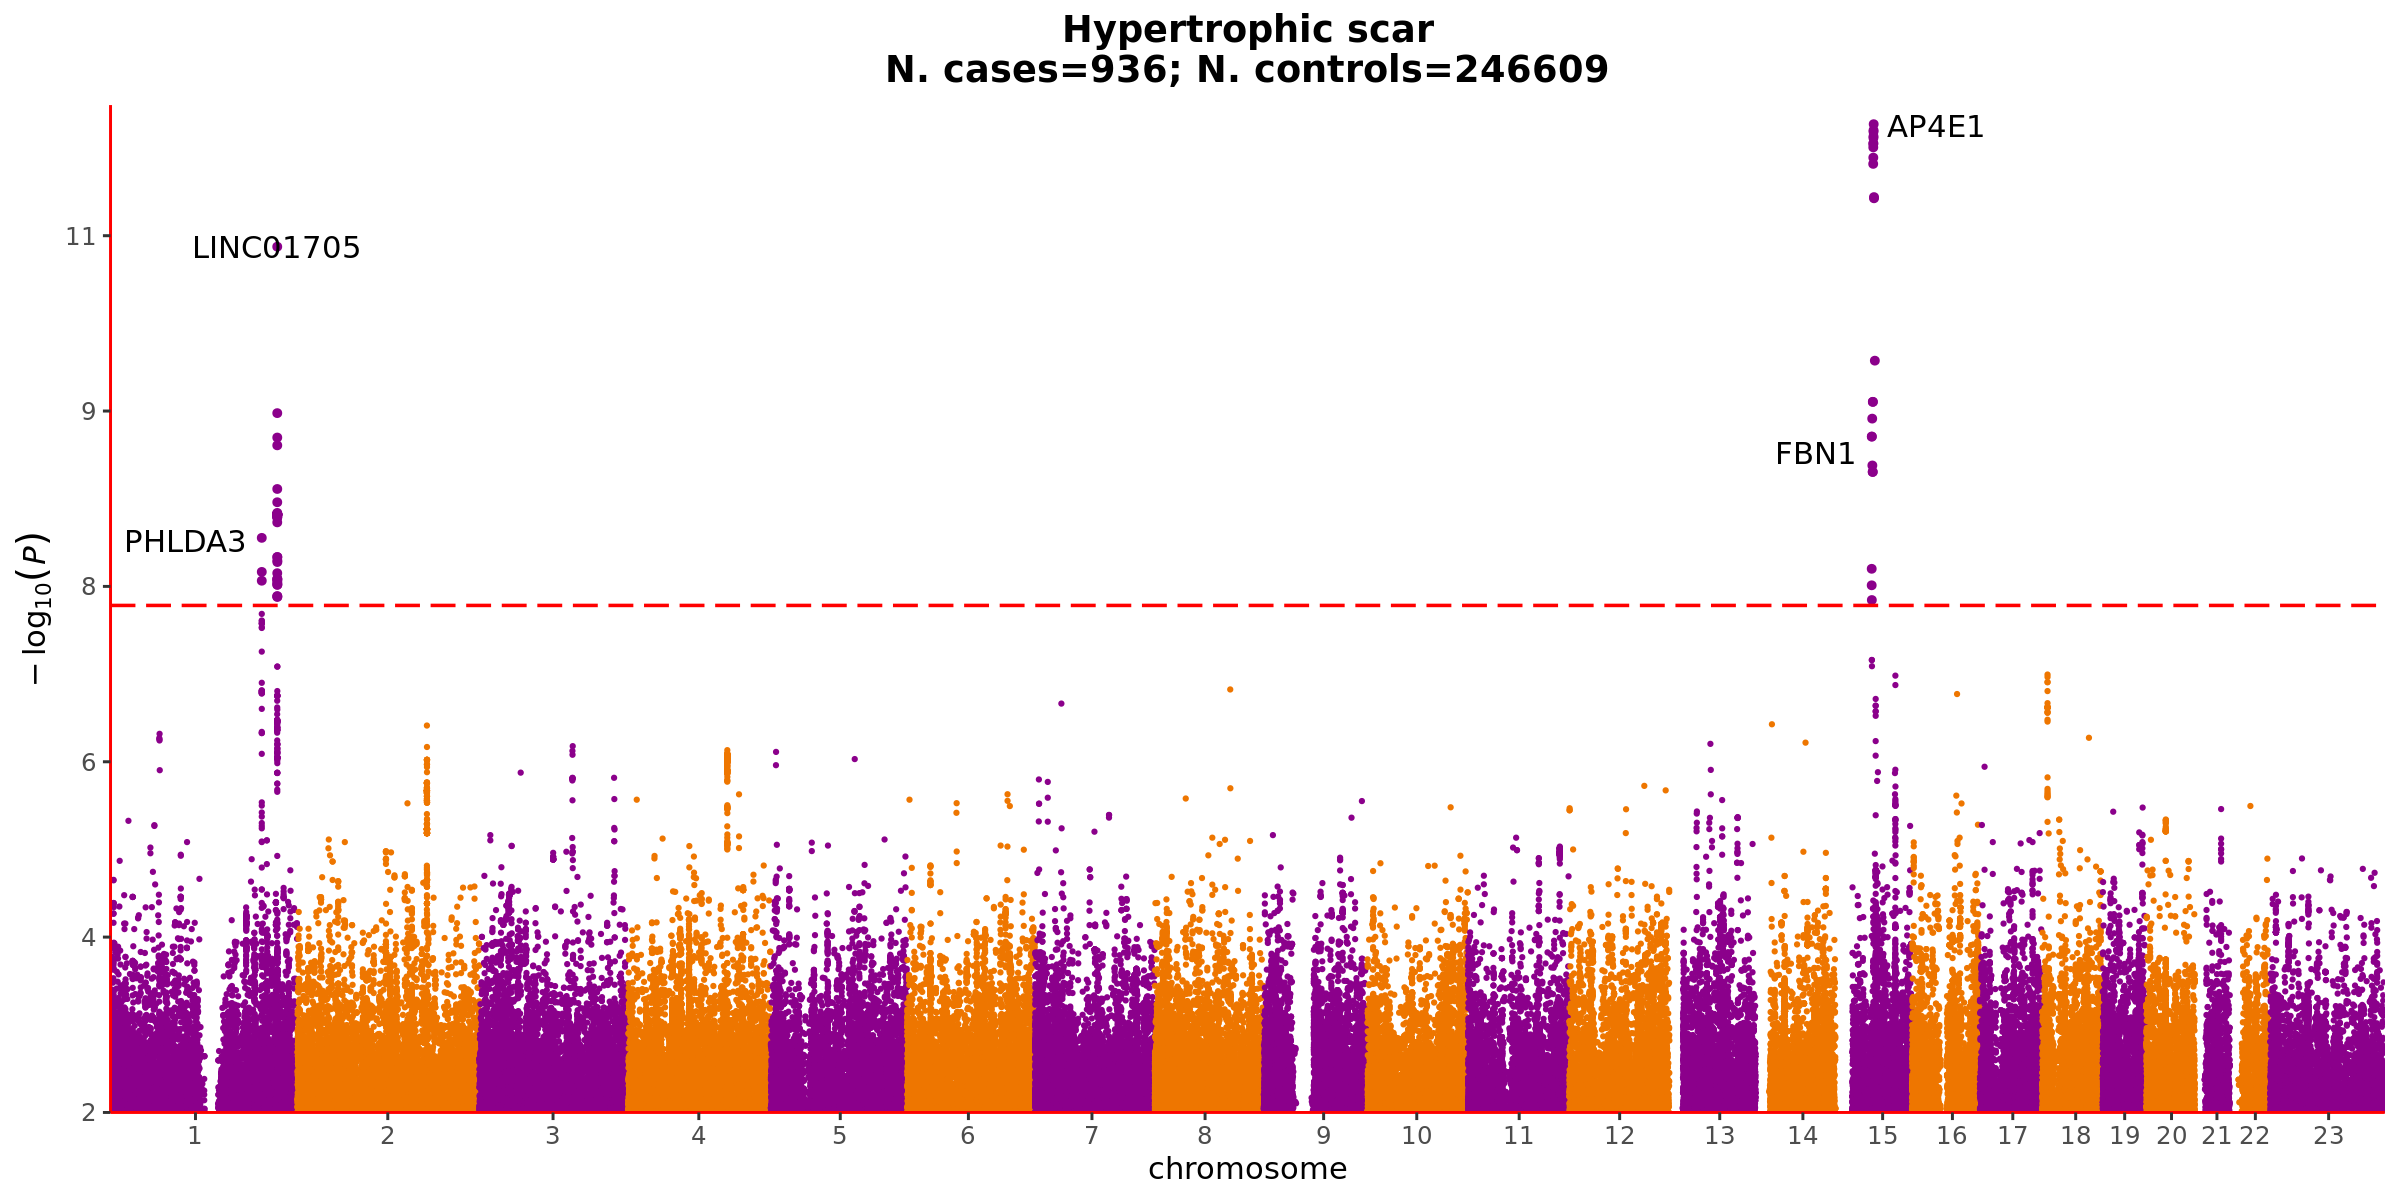 Hypertrophic scar
N. cases=936; N. controls=246609
AP4E1
11
LINC01705
9
FBN1
PHLDA3
8
−log10(P)
6
4
2
1 2 3 4 5 6 7 8 9 10 11 12 13 14 15 16 17 18 19 20 21 22 23
chromosome